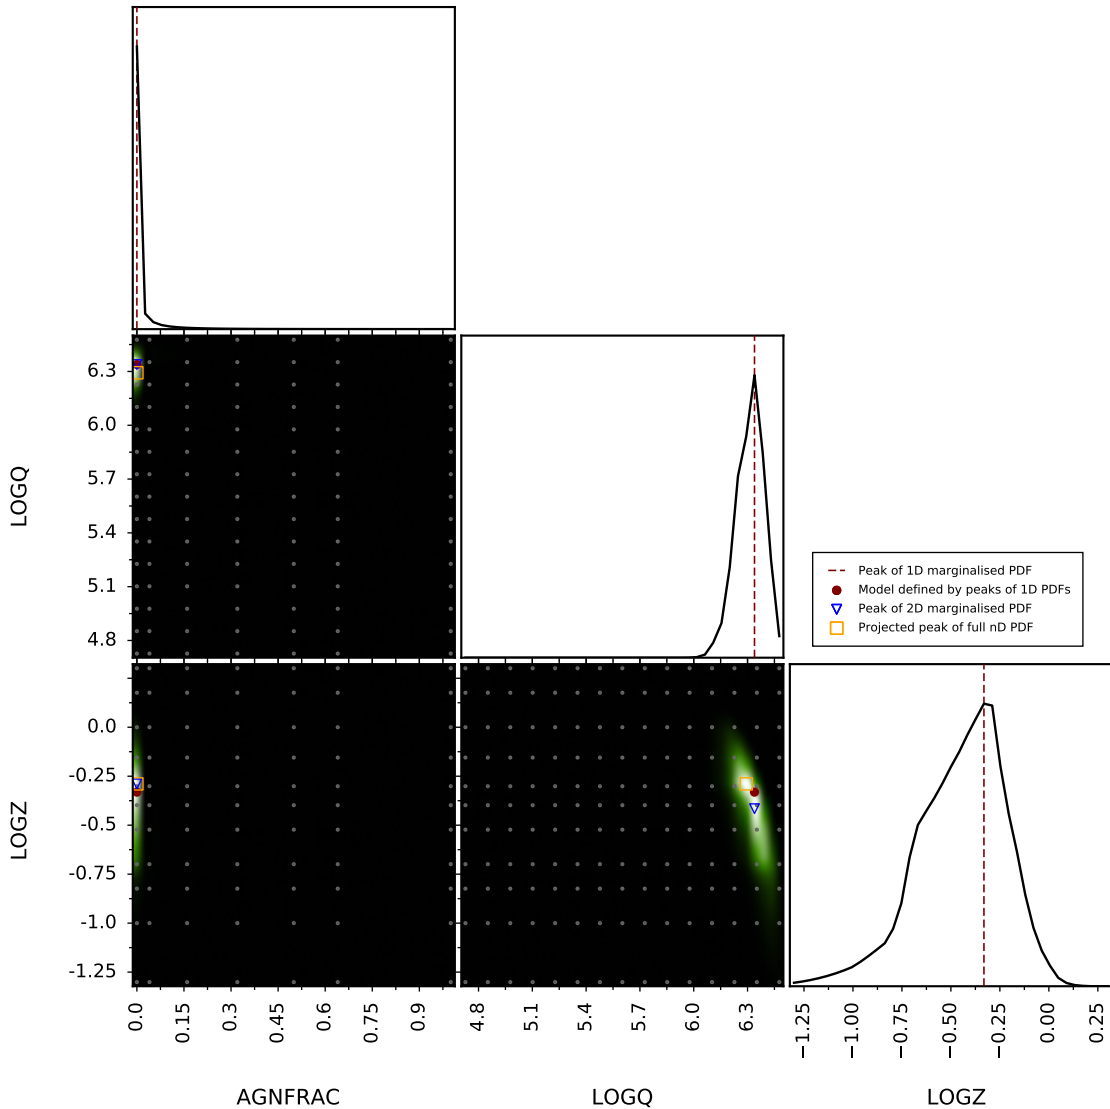 6.3
6.0
5.7
5.4
5.1
4.8
LOGQ
Peak of 1D marginalised PDF
Model defined by peaks of 1D PDFs
Peak of 2D marginalised PDF
Projected peak of full nD PDF
0.0
-0.25
-0.5
-0.75
-1.0
-1.25
LOGZ
0.0 0.15 0.3 0.45 0.6 0.75 0.9
4.8 5.1 5.4 5.7 6.0 6.3
−1.25 −1.00 −0.75 −0.50 −0.25 0.00 0.25
AGNFRAC LOGQ LOGZ